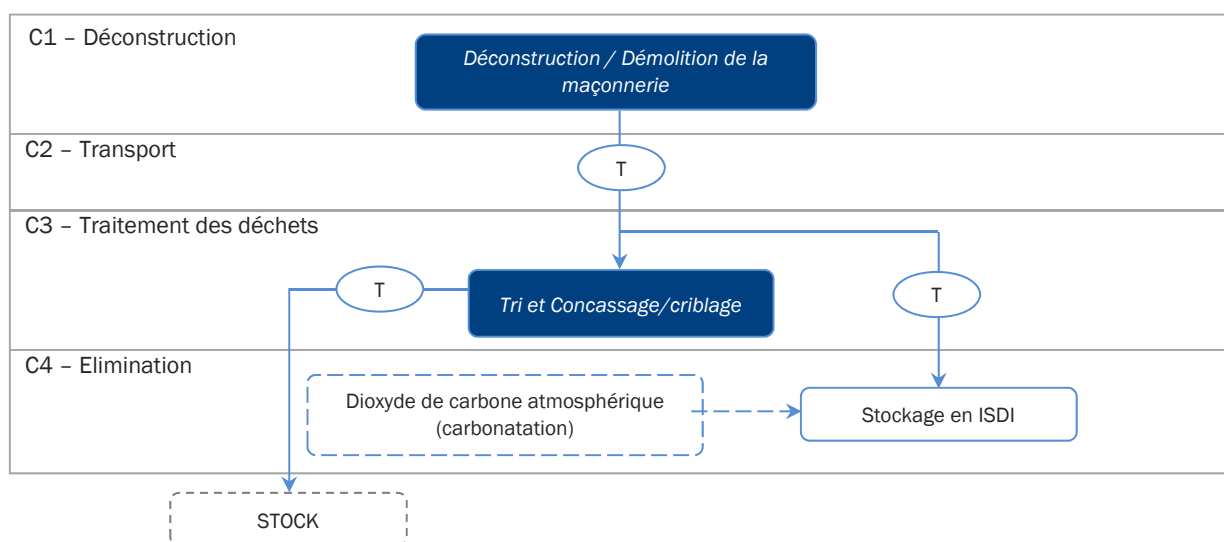 C1 – Déconstruction
Déconstruction / Démolition de la
maçonnerie
C2 – Transport
T
C3 – Traitement des déchets
T
Tri et Concassage/criblage
T
C4 – Elimination
Dioxyde de carbone atmosphérique
(carbonatation)
Stockage en ISDI
STOCK